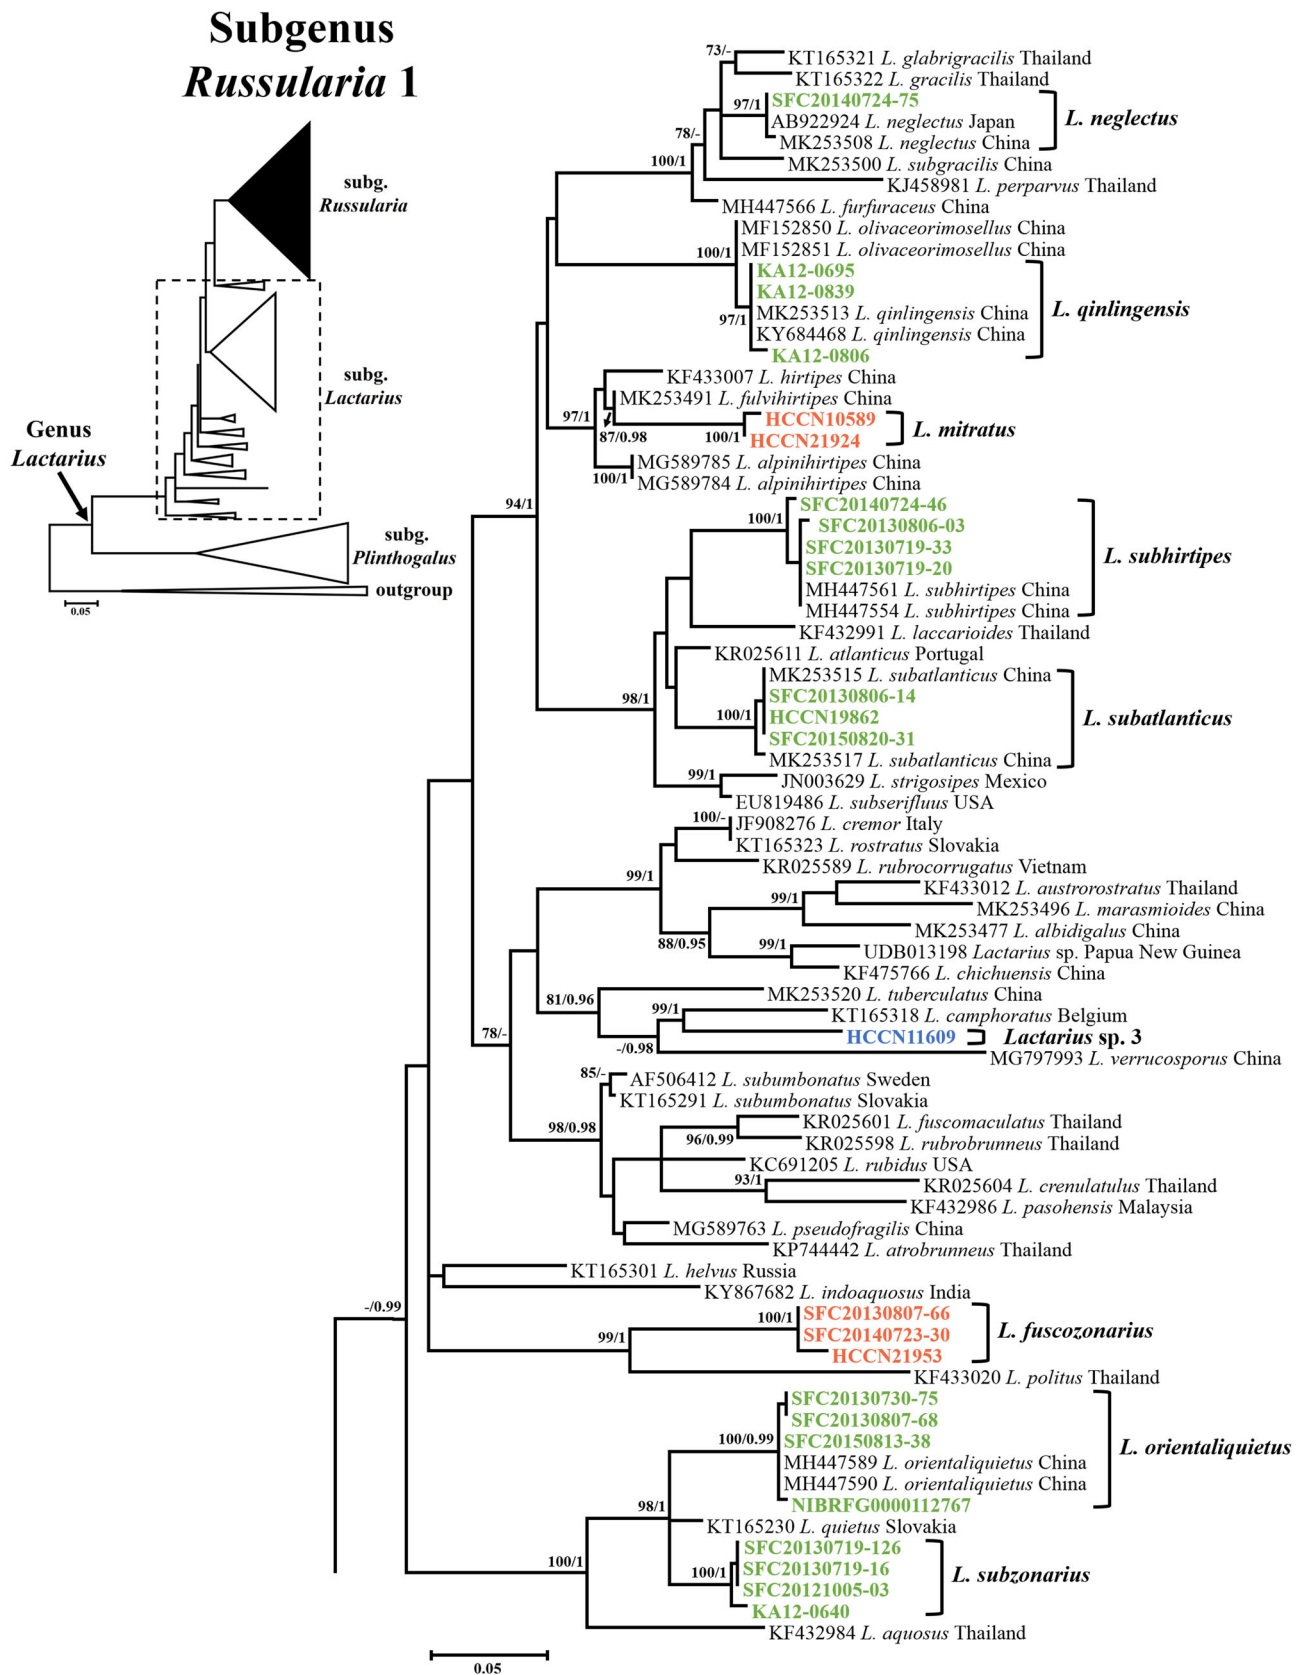 Subgenus
Russularia 1
subg.
Russularia
subg.
Lactarius
Genus
Lactarius
subg.
Plinthogalus
outgroup
0.05
73/-
KT165321 L. glabrigracilis Thailand
KT165322 L. gracilis Thailand
97/1
SFC20140724-75
AB922924 L. neglectus Japan
L. neglectus
78/-
MK253508 L. neglectus China
100/1
MK253500 L. subgracilis China
KJ458981 L. perparvus Thailand
MH447566 L. furfuraceus China
MF152850 L. olivaceorimosellus China
100/1
MF152851 L. olivaceorimosellus China
KA12-0695
KA12-0839
L. qinlingensis
97/1
MK253513 L. qinlingensis China
KY684468 L. qinlingensis China
KA12-0806
KF433007 L. hirtipes China
MK253491 L. fulvihirtipes China
97/1
87/0.98
100/1
HCCN10589
L. mitratus
HCCN21924
MG589785 L. alpinihirtipes China
100/1
MG589784 L. alpinihirtipes China
94/1
SFC20140724-46
100/1
SFC20130806-03
SFC20130719-33
L. subhirtipes
SFC20130719-20
MH447561 L. subhirtipes China
MH447554 L. subhirtipes China
KF432991 L. laccarioides Thailand
KR025611 L. atlanticus Portugal
MK253515 L. subatlanticus China
98/1
SFC20130806-14
100/1
HCCN19862
L. subatlanticus
SFC20150820-31
MK253517 L. subatlanticus China
99/1
JN003629 L. strigosipes Mexico
EU819486 L. subserifluus USA
100/-
JF908276 L. cremor Italy
KT165323 L. rostratus Slovakia
KR025589 L. rubrocorrugatus Vietnam
99/1
KF433012 L. austrorostratus Thailand
99/1
MK253496 L. marasmioides China
MK253477 L. albidigalus China
88/0.95
99/1
UDB013198 Lactarius sp. Papua New Guinea
KF475766 L. chichuensis China
81/0.96
MK253520 L. tuberculatus China
99/1
KT165318 L. camphoratus Belgium
78/-
HCCN11609
Lactarius sp. 3
-/0.98
MG797993 L. verrucosporus China
85/-
AF506412 L. subumbonatus Sweden
KT165291 L. subumbonatus Slovakia
98/0.98
KR025601 L. fuscomaculatus Thailand
96/0.99
KR025598 L. rubrobrunneus Thailand
KC691205 L. rubidus USA
93/1
KR025604 L. crenulatulus Thailand
KF432986 L. pasohensis Malaysia
MG589763 L. pseudofragilis China
KP744442 L. atrobrunneus Thailand
KT165301 L. helvus Russia
KY867682 L. indoaquosus India
-/0.99
100/1
SFC20130807-66
99/1
SFC20140723-30
L. fuscozonarius
HCCN21953
KF433020 L. politus Thailand
SFC20130730-75
SFC20130807-68
100/0.99
SFC20150813-38
L. orientaliquietus
MH447589 L. orientaliquietus China
MH447590 L. orientaliquietus China
98/1
NIBRFG0000112767
KT165230 L. quietus Slovakia
SFC20130719-126
100/1
100/1
SFC20130719-16
L. subzonarius
SFC20121005-03
KA12-0640
KF432984 L. aquosus Thailand
0.05